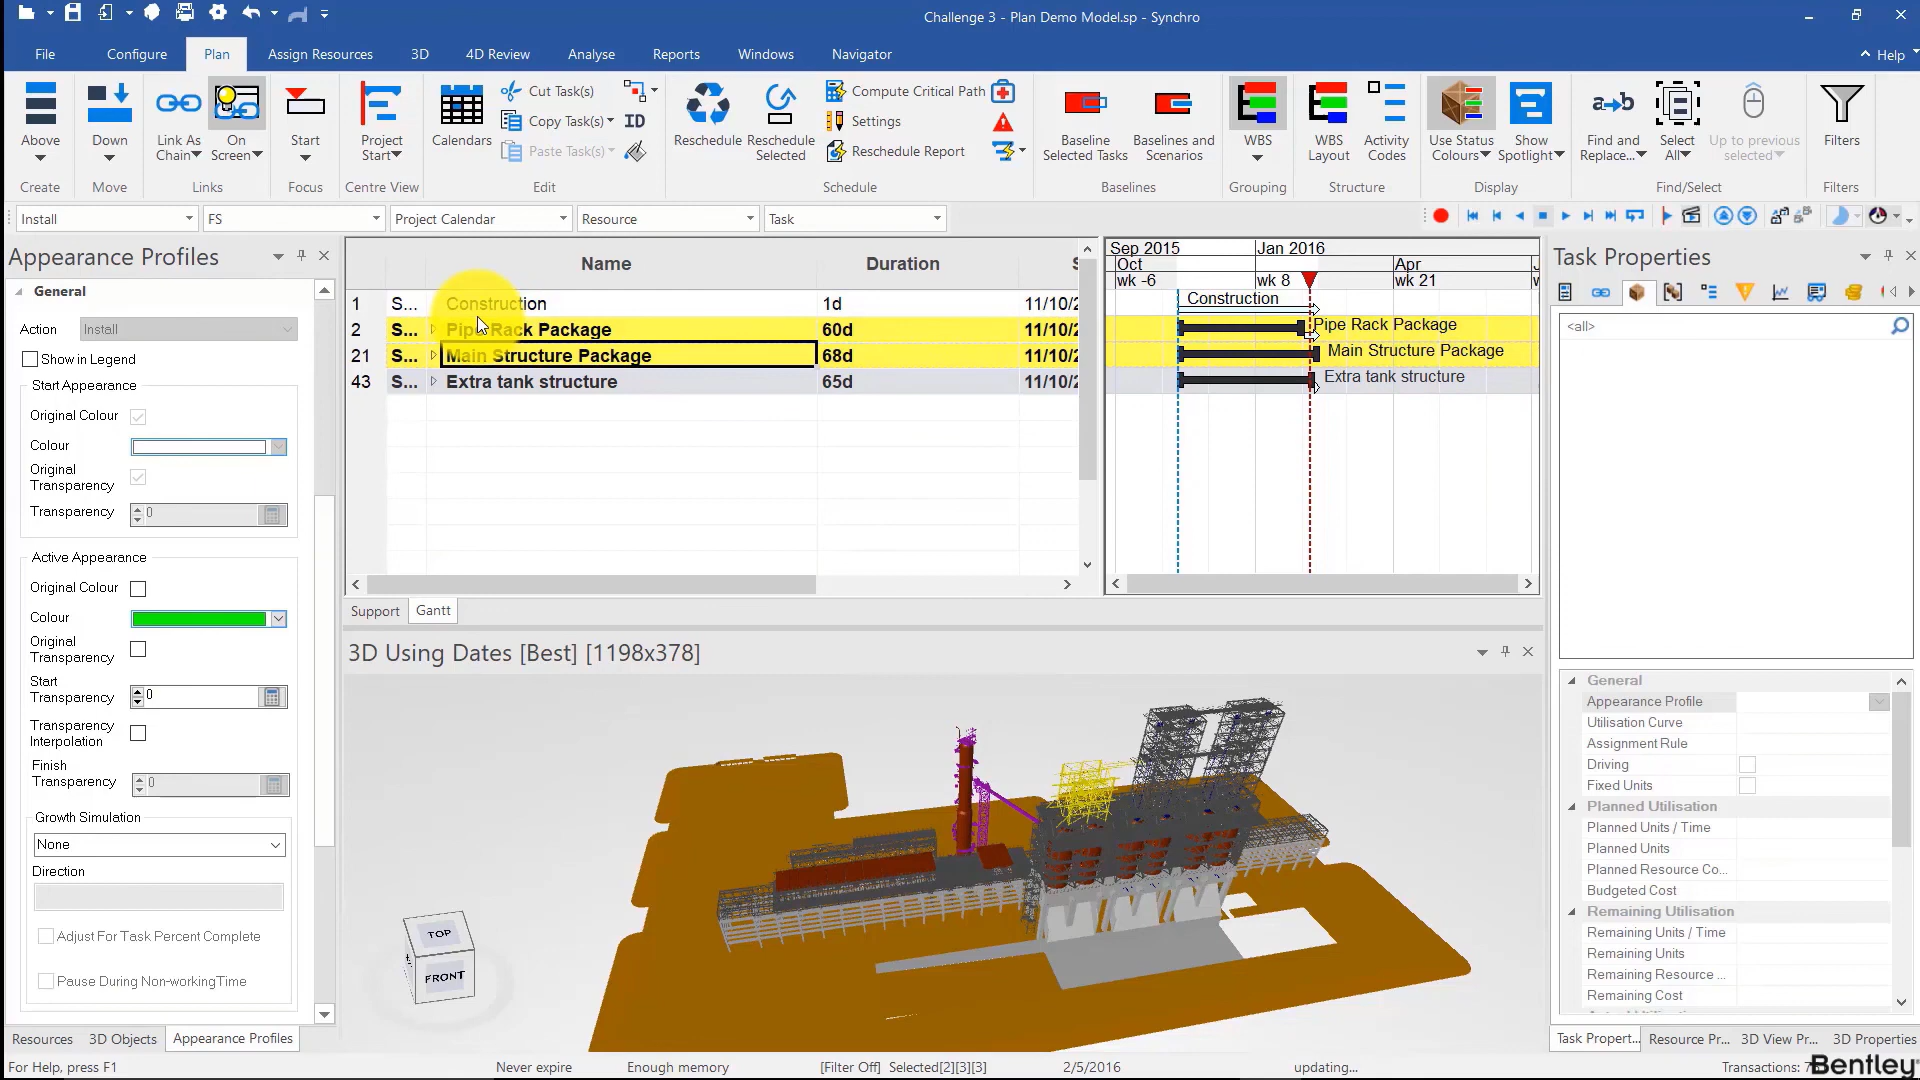 Challenge 3 - Plan Demo Model.sp - Synchro
File Configure Plan Assign Resources 3D 4D Review Analyse Reports Windows Navigator Help
Above Down Link As Chain On Screen Start Project Start Calendars
Cut Task(s)
Copy Task(s) ID
Paste Task(s)
Reschedule Reschedule Selected
Compute Critical Path
Settings
Reschedule Report
Baseline Selected Tasks Baselines and Scenarios WBS WBS Layout Activity Codes Use Status Colours Show Spotlight Find and Replace... Select All Up to previous selected Filters
Create Move Links Focus Centre View Edit Schedule Baselines Grouping Structure Display Find/Select Filters
Install FS Project Calendar Resource Task
Appearance Profiles
General
Action Install
Show in Legend
Start Appearance
Original Colour
Colour
Original Transparency
Transparency 0
Active Appearance
Original Colour
Colour
Original Transparency
Start Transparency 0
Transparency Interpolation
Finish Transparency 0
Growth Simulation
None
Direction
Adjust For Task Percent Complete
Pause During Non-workingTime
Resources 3D Objects Appearance Profiles
Name Duration S
1 S... Construction 1d 11/10/2
2 S... Pipe Rack Package 60d 11/10/2
21 S... Main Structure Package 68d 11/10/2
43 S... Extra tank structure 65d 11/10/2
Support Gantt
Sep 2015 Jan 2016
Oct Apr
wk -6 wk 8 wk 21
Construction
Pipe Rack Package
Main Structure Package
Extra tank structure
3D Using Dates [Best] [1198x378]
TOP
FRONT
Task Properties
<all>
General
Appearance Profile
Utilisation Curve
Assignment Rule
Driving
Fixed Units
Planned Utilisation
Planned Units / Time
Planned Units
Planned Resource Co...
Budgeted Cost
Remaining Utilisation
Remaining Units / Time
Remaining Units
Remaining Resource ...
Remaining Cost
Task Propert... Resource Pr... 3D View Pr... 3D Properties
For Help, press F1 Never expire Enough memory [Filter Off] Selected[2][3][3] 2/5/2016 updating... Transactions:
Bentley